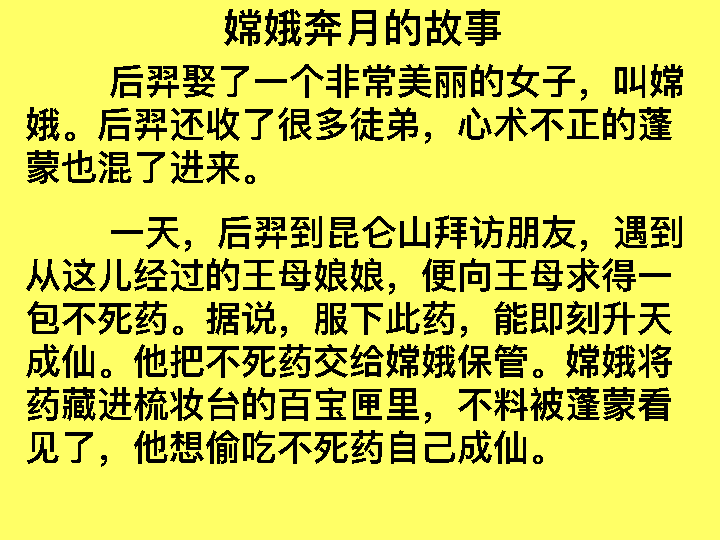 嫦娥奔月的故事
后羿娶了一个非常美丽的女子，叫嫦
娥。后羿还收了很多徒弟，心术不正的蓬
蒙也混了进来。
一天，后羿到昆仑山拜访朋友，遇到
从这儿经过的王母娘娘，便向王母求得一
包不死药。据说，服下此药，能即刻升天
成仙。他把不死药交给嫦娥保管。嫦娥将
药藏进梳妆台的百宝匣里，不料被蓬蒙看
见了，他想偷吃不死药自己成仙。